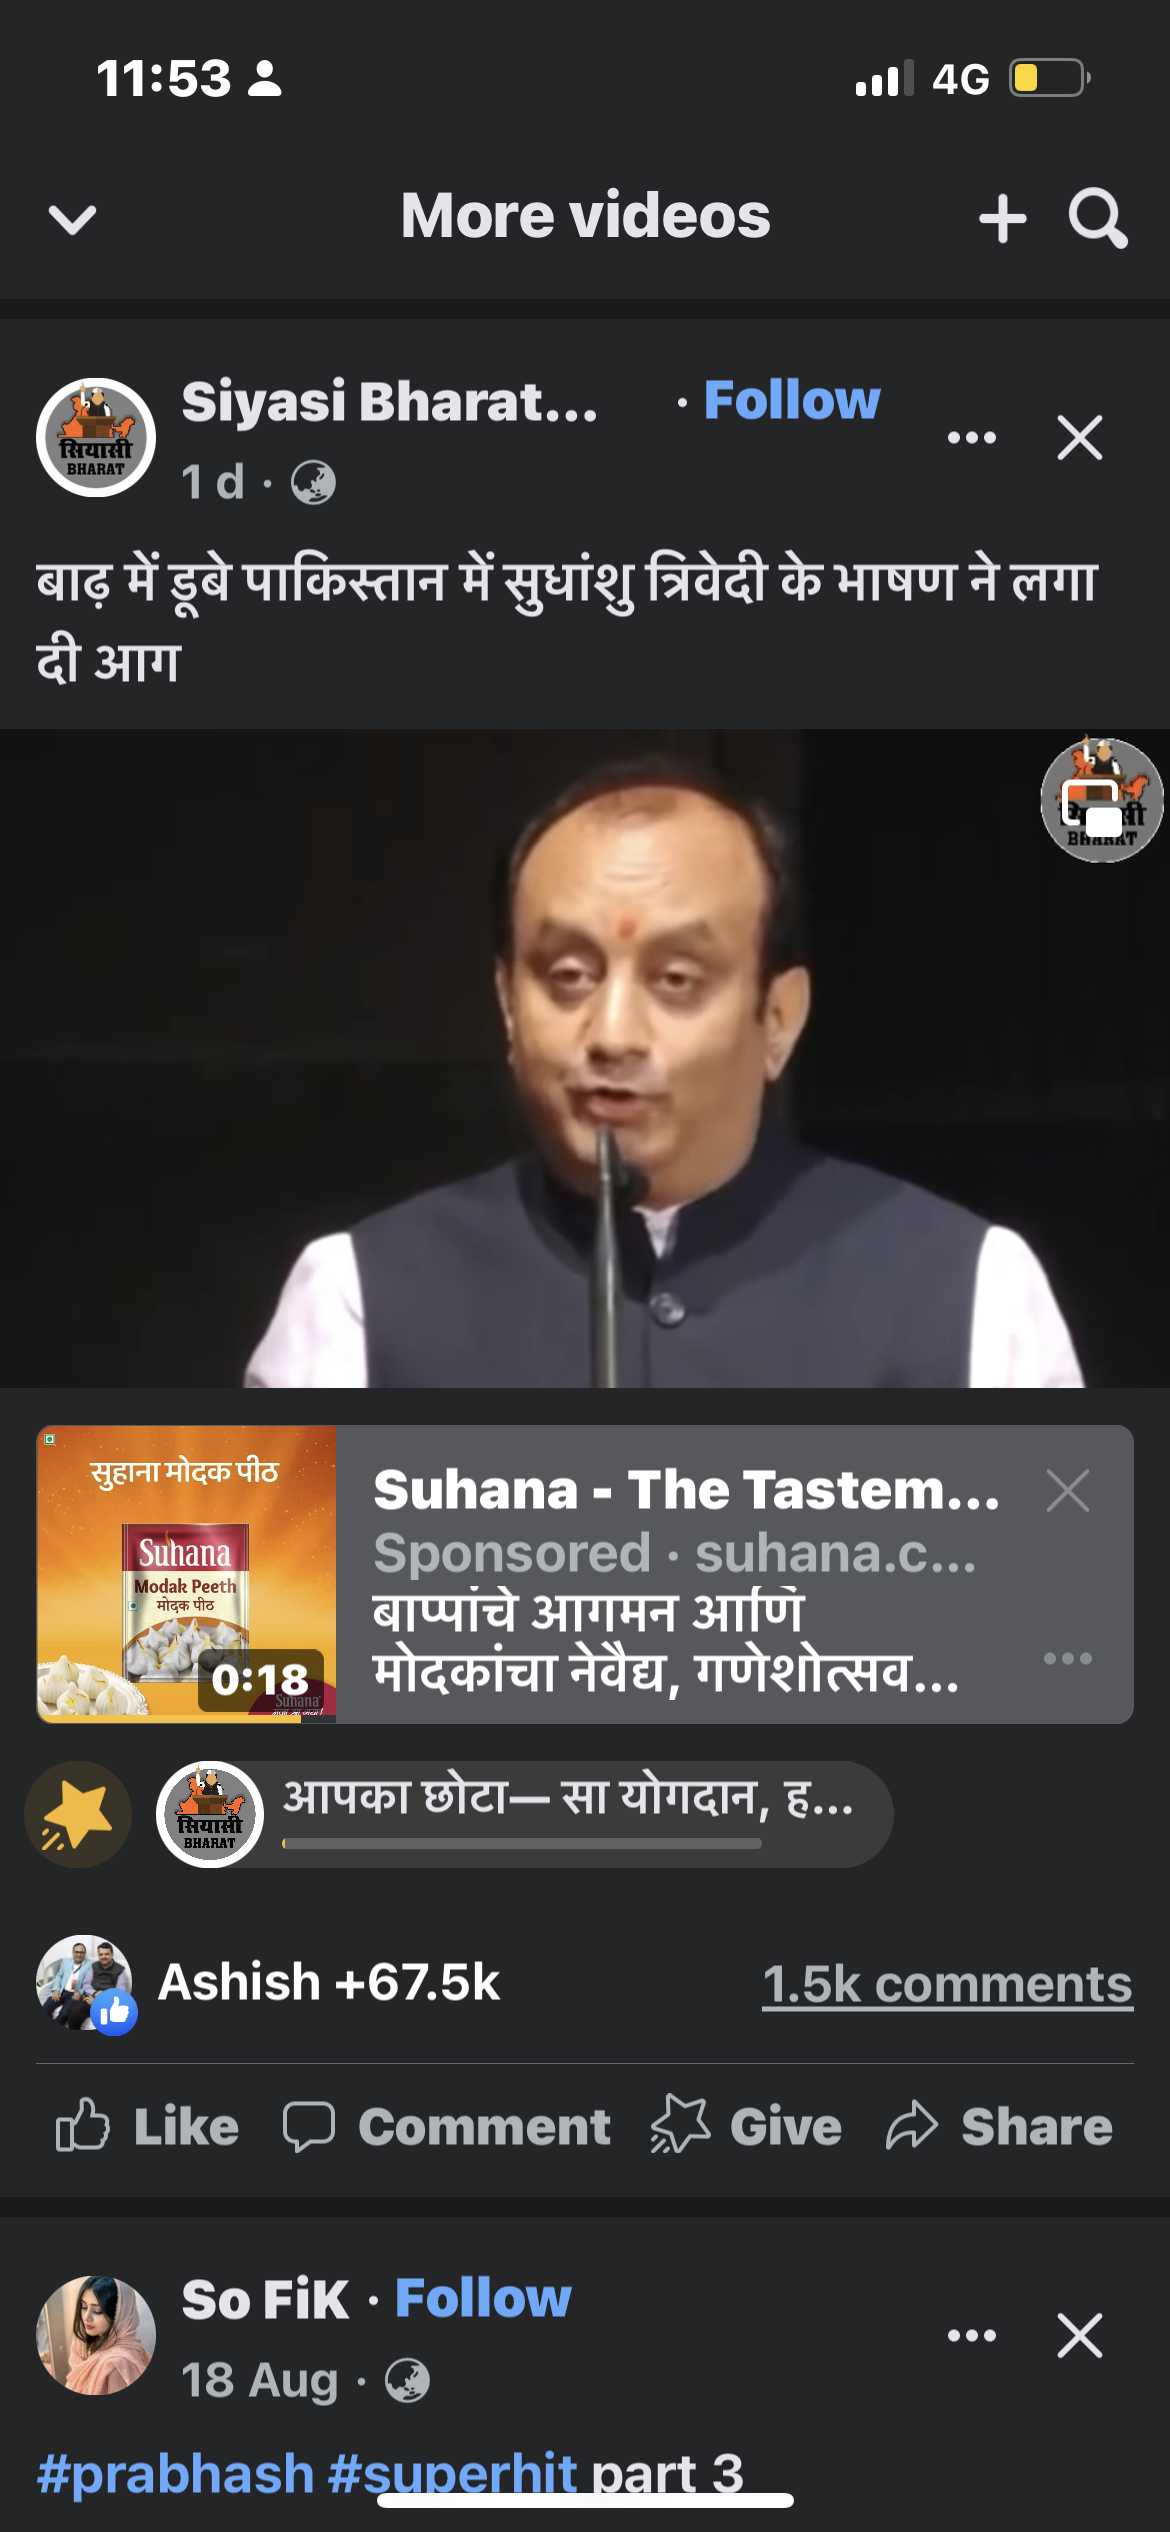 11:53
4G
More videos
Siyasi Bharat... · Follow
सियासी
BHARAT
1 d ·
बाढ़ में डूबे पाकिस्तान में सुधांशु त्रिवेदी के भाषण ने लगा
दी आग
BHARAT
सुहाना मोदक पीठ
Suhana
Modak Peeth
मोदक पीठ
0:18
Suhana
Suhana - The Tastem...
Sponsored · suhana.c...
बाप्पांचे आगमन आणि
मोदकांचा नेवैद्य, गणेशोत्सव...
सियासी
BHARAT
आपका छोटा— सा योगदान, ह...
Ashish +67.5k
1.5k comments
Like
Comment
Give
Share
So FiK · Follow
18 Aug ·
#prabhash #superhit part 3